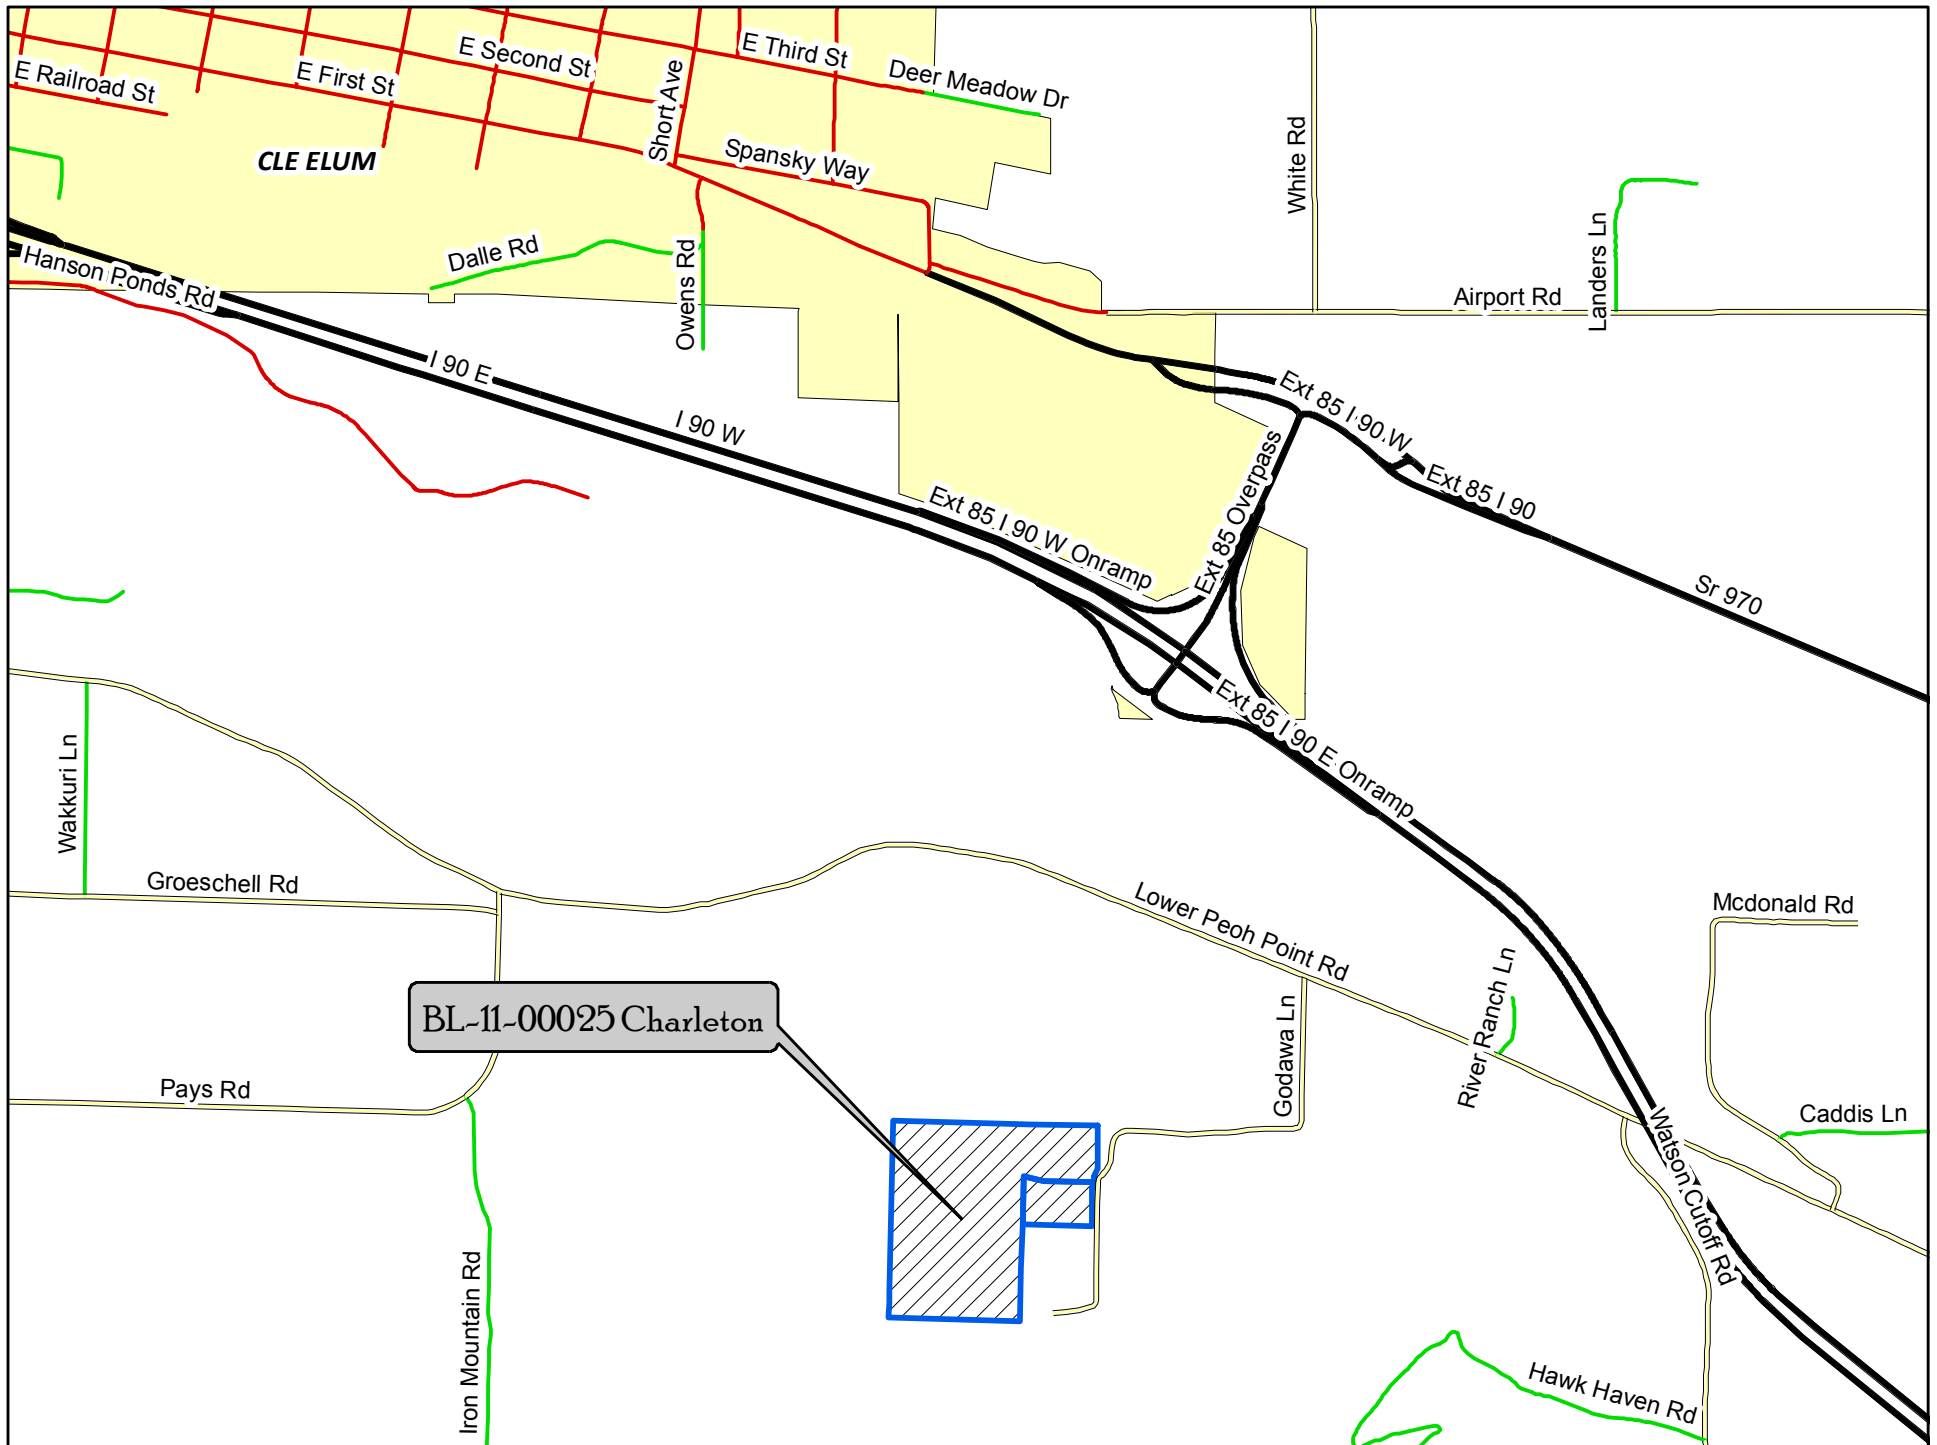 E Third St
E Second St
Deer Meadow Dr
E Railroad St
E First St
Short Ave
CLE ELUM
Spansky Way
White Rd
Landers Ln
Dalle Rd
Owens Rd
Hanson Ponds Rd
Airport Rd
I 90 E
I 90 W
Ext 85 I 90 W
Ext 85 I 90
Ext 85 Overpass
Ext 85 I 90 W Onramp
Sr 970
Ext 85 I 90 E Onramp
Wakkuri Ln
Groeschell Rd
Lower Peoh Point Rd
Mcdonald Rd
River Ranch Ln
BL-11-00025 Charleton
Godawa Ln
Pays Rd
Caddis Ln
Watson Cutoff Rd
Iron Mountain Rd
Hawk Haven Rd